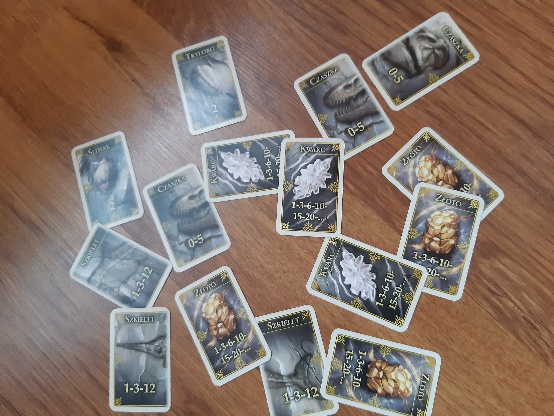 TRYLOBIT
2
CZASZKA
0-5
CZASZKA
0-5
ŚLIMAK
2
CZASZKA
0-5
KWARC
1-3-6-10-
15-20-...
KWARC
1-3-6-10-
15-20-...
ZŁOTO
ZŁOTO
1-3-6-10-
15-20-...
SZKIELET
1-3-12
KWARC
1-3-6-10-
15-20-...
ZŁOTO
1-3-6-10-
15-20-...
SZKIELET
1-3-12
SZKIELET
1-3-12
ZŁOTO
1-3-6-10-
15-20-...